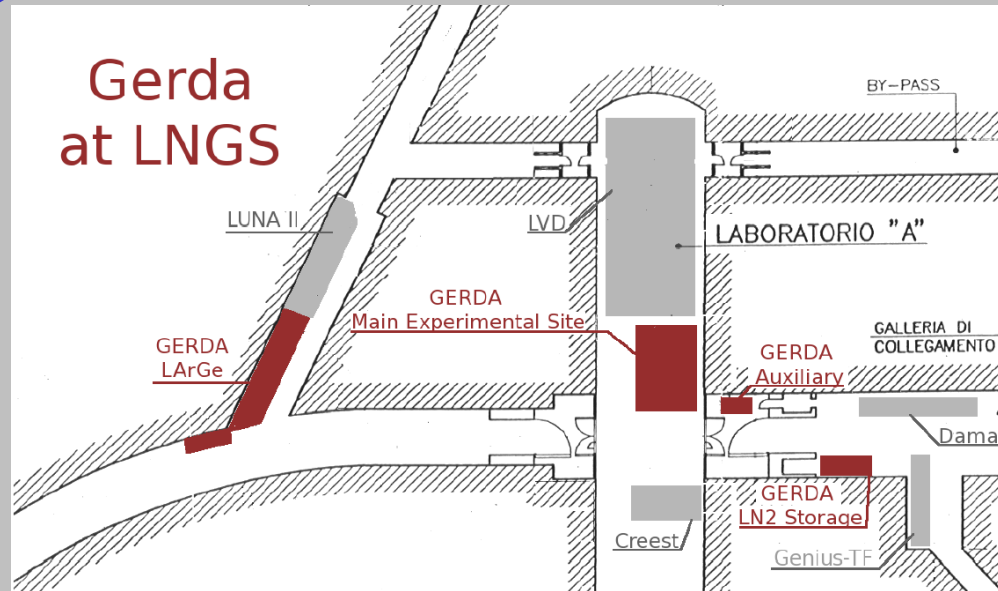 Gerda
at LNGS
BY-PASS
LUNA II
LVD
LABORATORIO "A"
GERDA
Main Experimental Site
GALLERIA DI
COLLEGAMENTO
GERDA
LArGe
GERDA
Auxiliary
Dama
GERDA
LN2 Storage
Creest
Genius-TF